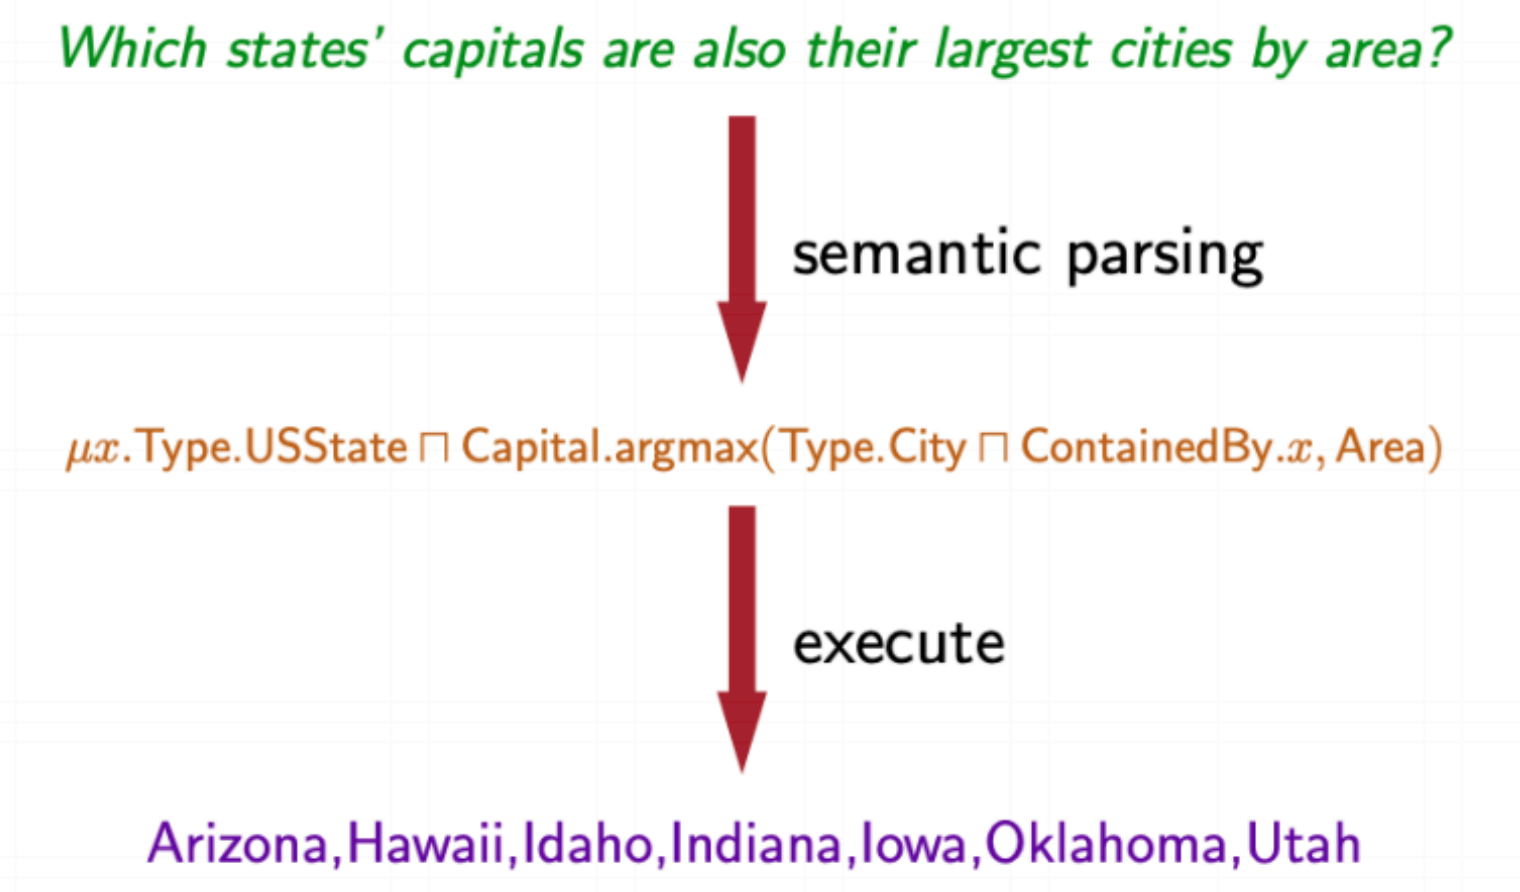 Which states’ capitals are also their largest cities by area?
semantic parsing
μx.Type.USState ⊓ Capital.argmax(Type.City ⊓ ContainedBy.x, Area)
execute
Arizona,Hawaii,Idaho,Indiana,Iowa,Oklahoma,Utah